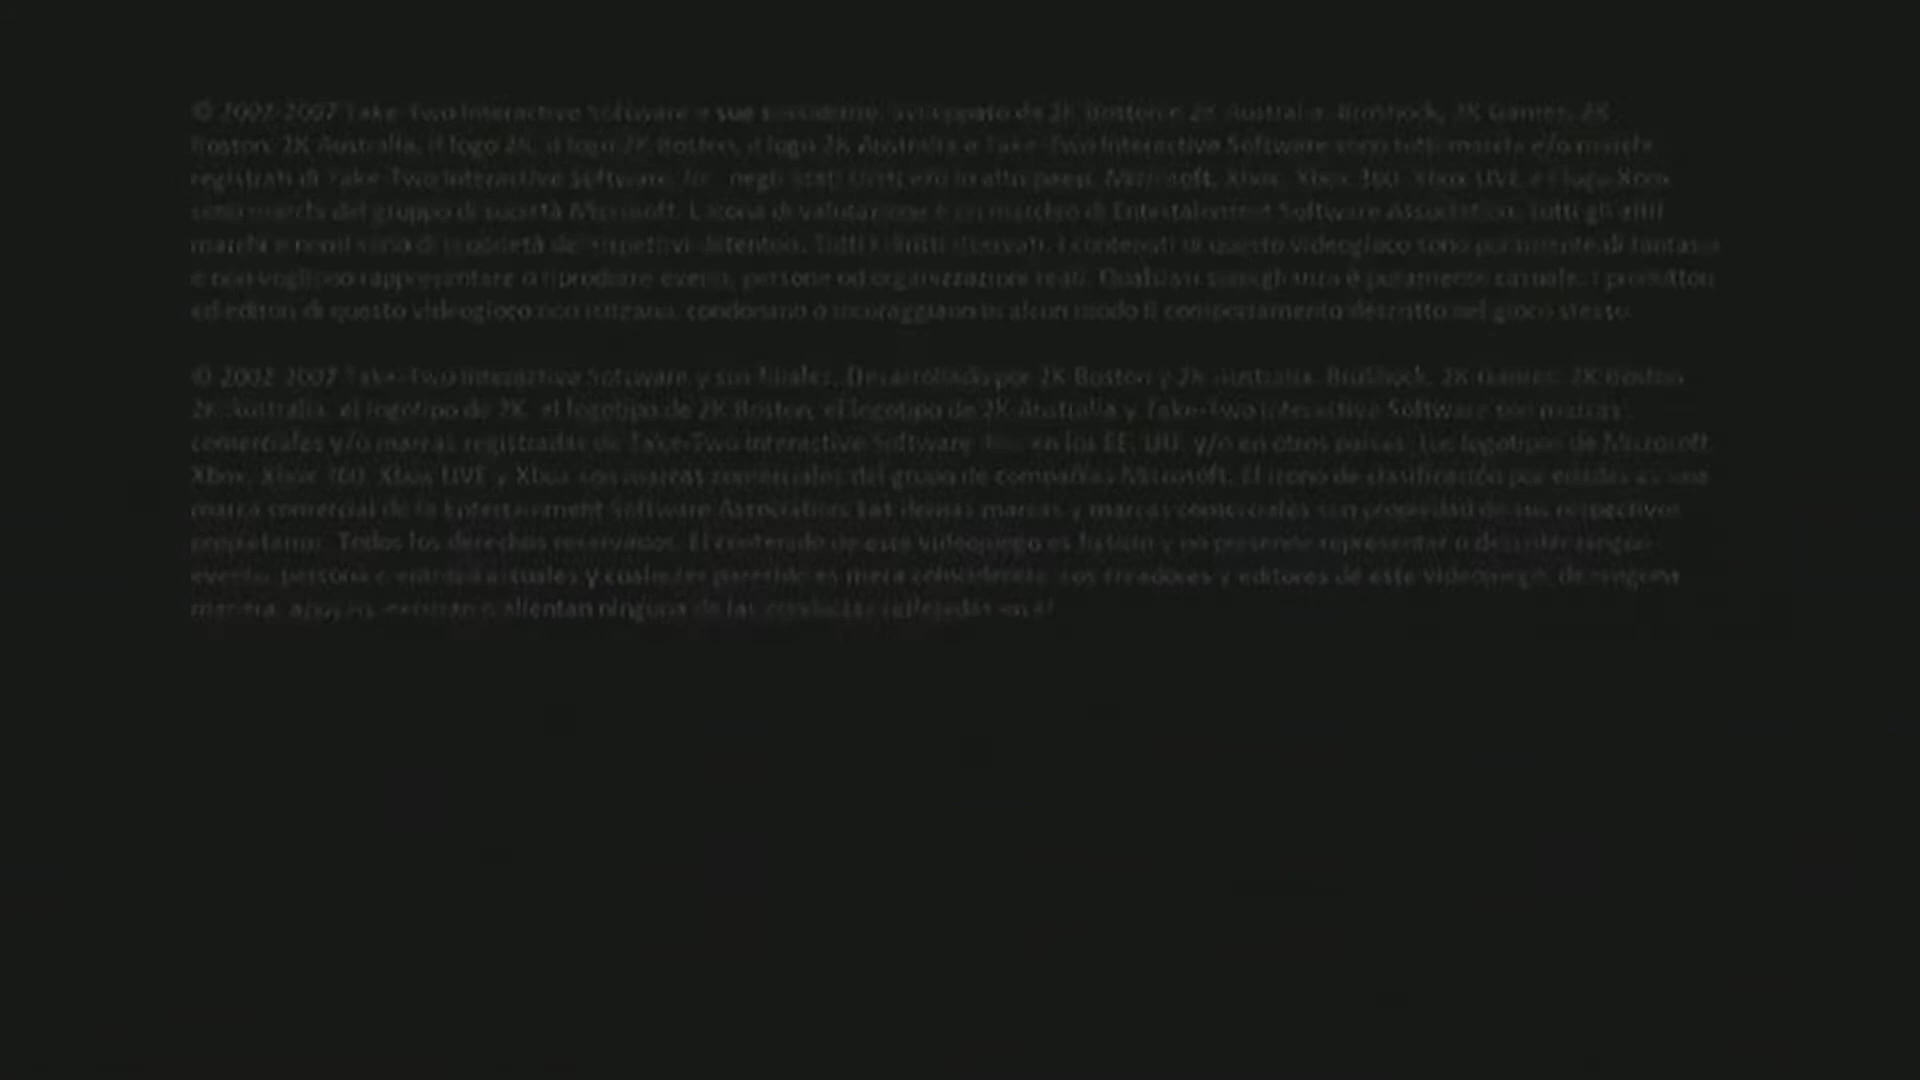 © 2002-2007 Take-Two Interactive Software e sue sussidiarie. Sviluppato da 2K Boston e 2K Australia. BioShock, 2K Games, 2K
Boston, 2K Australia, il logo 2K, il logo 2K Boston, il logo 2K Australia e Take-Two Interactive Software sono tutti marchi e/o marchi
registrati di Take-Two Interactive Software, Inc. negli Stati Uniti e/o in altri paesi. Microsoft, Xbox, Xbox 360, Xbox LIVE e i logo Xbox
sono marchi del gruppo di società Microsoft. L'icona di valutazione è un marchio di Entertainment Software Association. Tutti gli altri
marchi e nomi sono di proprietà dei rispettivi detentori. Tutti i diritti riservati. I contenuti di questo videogioco sono puramente di fantasia
e non vogliono rappresentare o riprodurre eventi, persone od organizzazioni reali. Qualsiasi somiglianza è puramente casuale. I produttori
ed editori di questo videogioco non istigano, condonano o incoraggiano in alcun modo il comportamento descritto nel gioco stesso.
© 2002-2007 Take-Two Interactive Software y sus filiales. Desarrollado por 2K Boston y 2K Australia. BioShock, 2K Games, 2K Boston,
2K Australia, el logotipo de 2K, el logotipo de 2K Boston, el logotipo de 2K Australia y Take-Two Interactive Software son marcas
comerciales y/o marcas registradas de Take-Two Interactive Software, Inc. en los EE. UU. y/o en otros países. Los logotipos de Microsoft,
Xbox, Xbox 360, Xbox LIVE y Xbox son marcas comerciales del grupo de compañías Microsoft. El icono de clasificación por edades es una
marca comercial de la Entertainment Software Association. Las demás marcas y marcas comerciales son propiedad de sus respectivos
propietarios. Todos los derechos reservados. El contenido de este videojuego es ficticio y no pretende representar o describir ningún
evento, persona o entidad actuales y cualquier parecido es mera coincidencia. Los creadores y editores de este videojuego, de ninguna
manera, apoyan, aprueban o alientan ninguna de las conductas reflejadas en él.